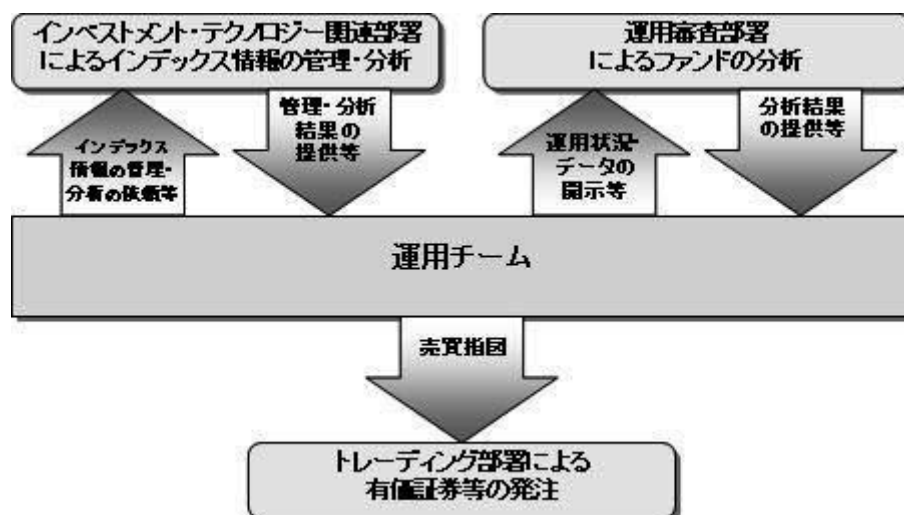 インベストメント・テクノロジー関連部署
によるインデックス情報の管理・分析
運用審査部署
によるファンドの分析
インデックス
情報の管理・
分析の依頼等
管理・分析
結果の
提供等
運用状況・
データの
開示等
分析結果
の提供等
運用チーム
売買指図
トレーディング部署による
有価証券等の発注